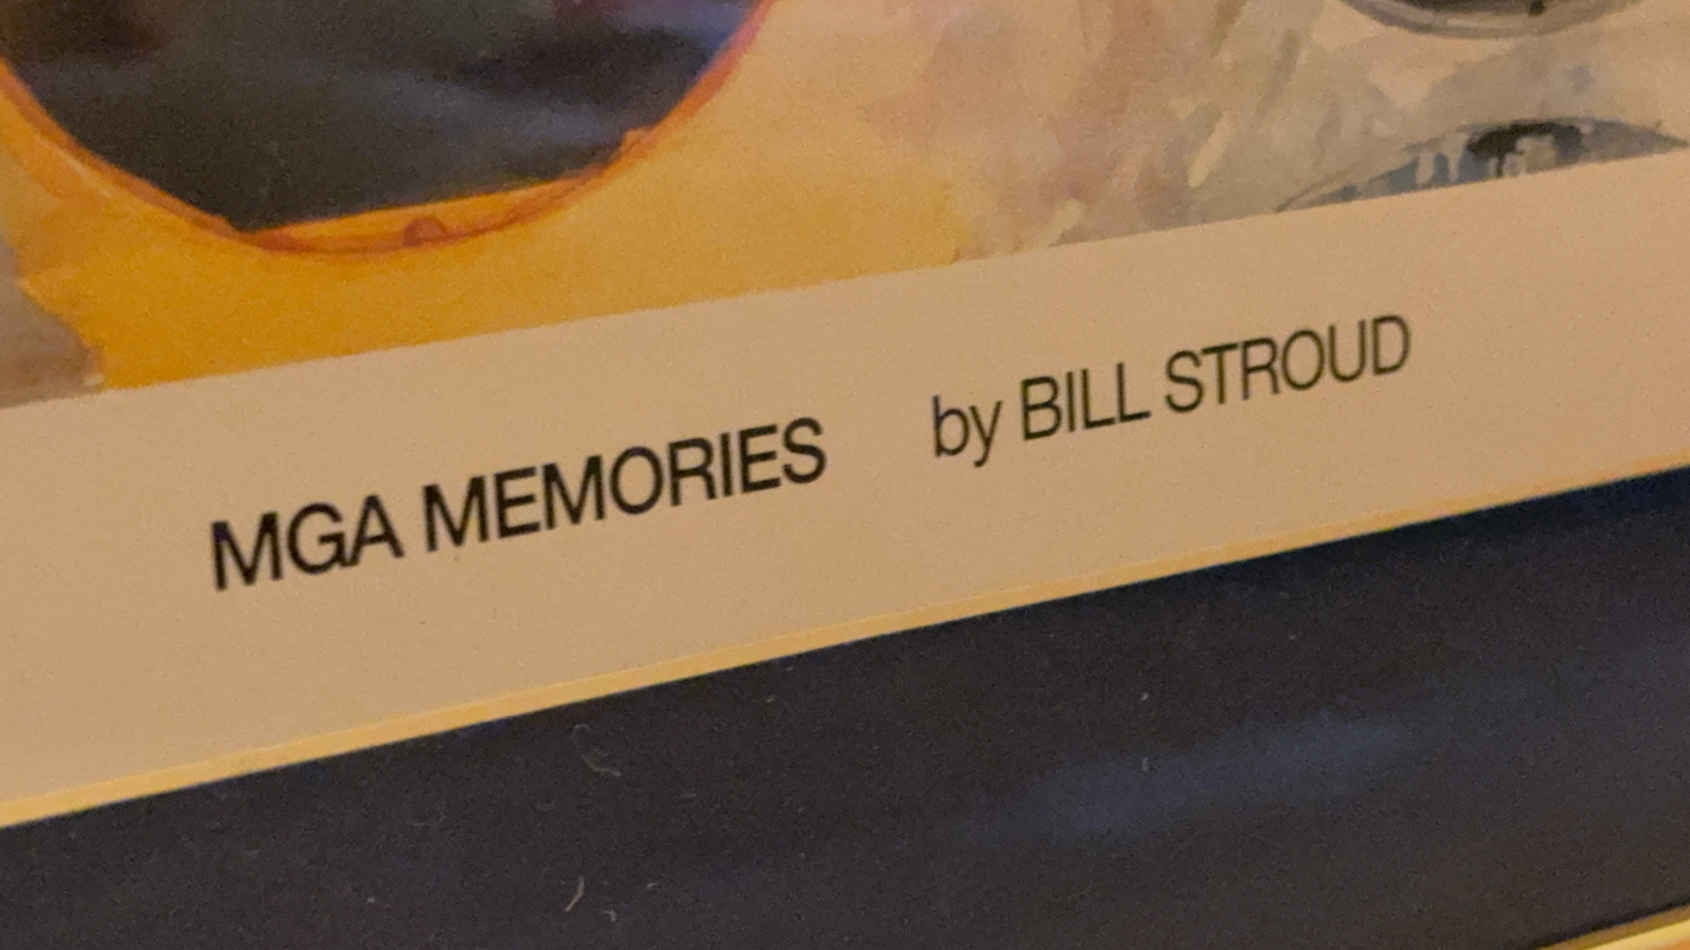 MGA MEMORIES by BILL STROUD